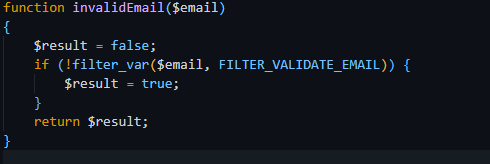 function invalidEmail($email)
{
    $result = false;
    if (!filter_var($email, FILTER_VALIDATE_EMAIL)) {
        $result = true;
    }
    return $result;
}